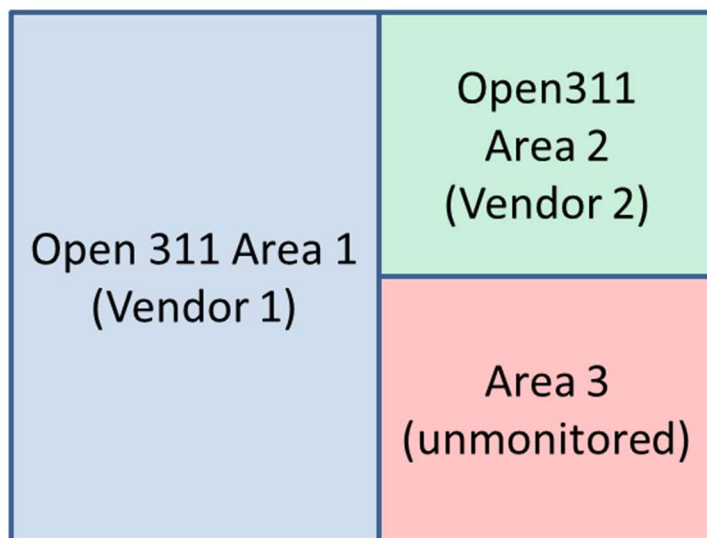 Open 311 Area 1
(Vendor 1)
Open311
Area 2
(Vendor 2)
Area 3
(unmonitored)